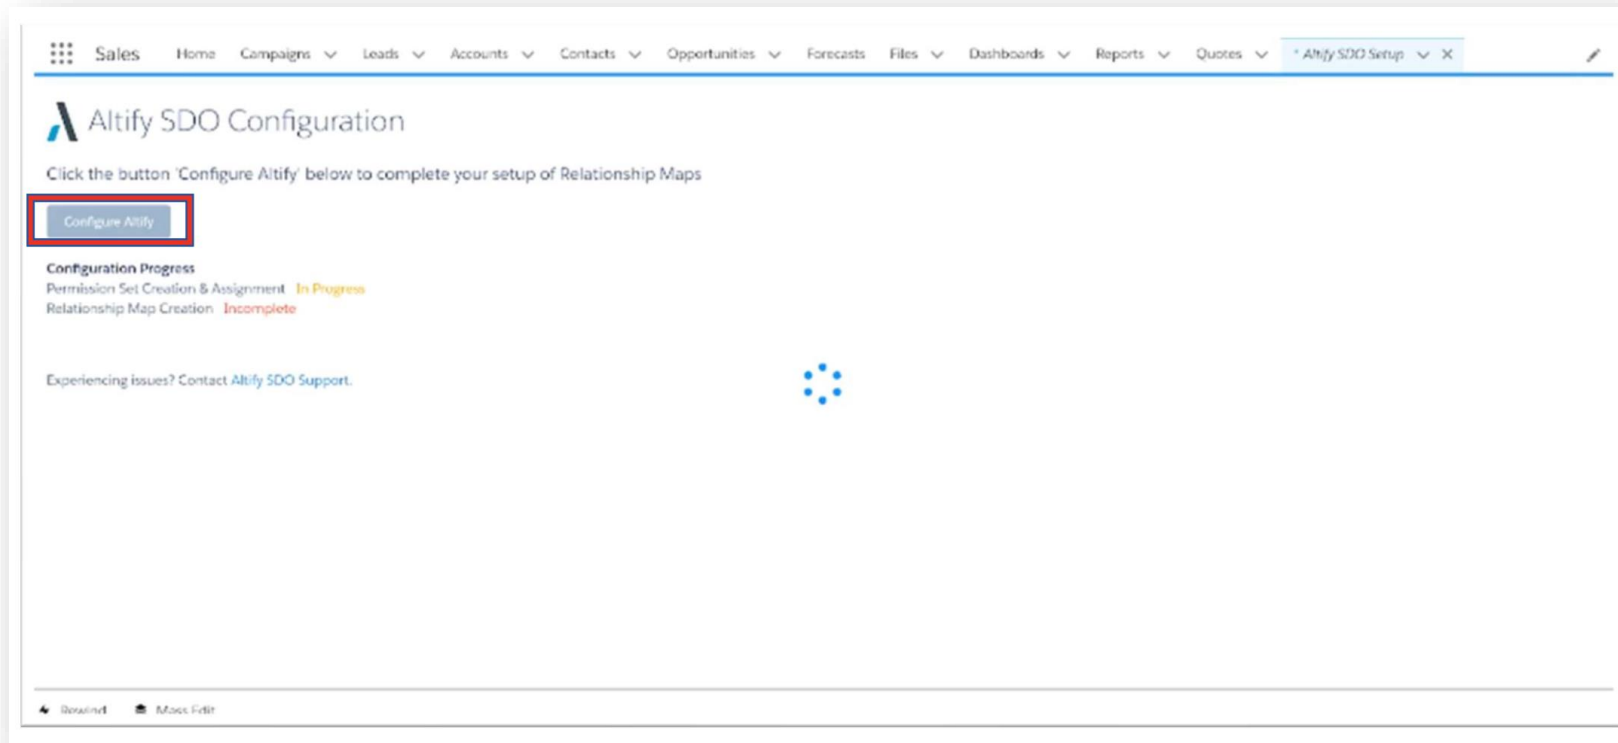 Sales Home Campaigns Leads Accounts Contacts Opportunities Forecasts Files Dashboards Reports Quotes * Altify SDO Setup
Altify SDO Configuration
Click the button 'Configure Altify' below to complete your setup of Relationship Maps
Configure Altify
Configuration Progress
Permission Set Creation & Assignment In Progress
Relationship Map Creation Incomplete
Experiencing issues? Contact Altify SDO Support.
Rewind Mass Edit